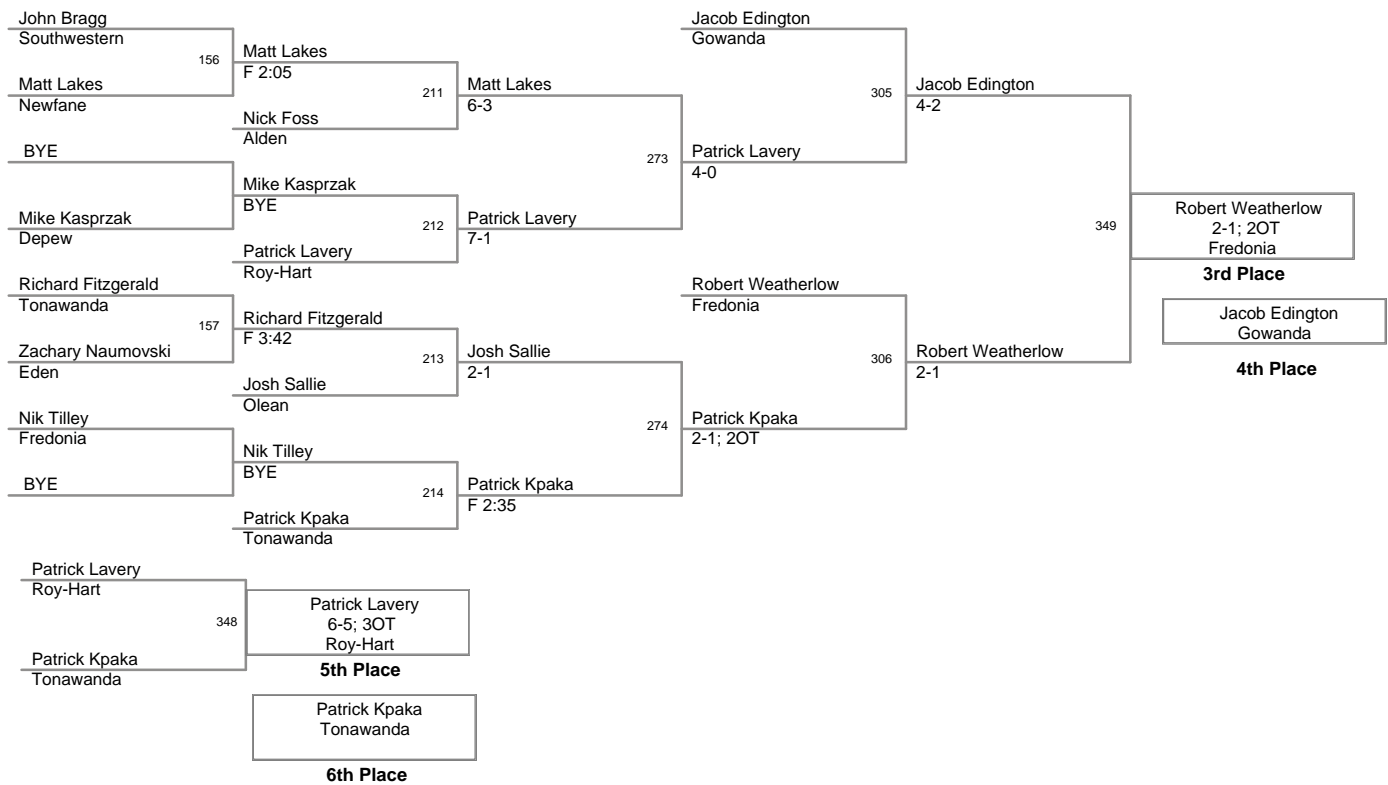 John Bragg
Southwestern
156
Matt Lakes
Newfane
BYE
Mike Kasprzak
Depew
Richard Fitzgerald
Tonawanda
157
Zachary Naumovski
Eden
Nik Tilley
Fredonia
BYE
Matt Lakes
F 2:05
211
Nick Foss
Alden
Mike Kasprzak
BYE
212
Patrick Lavery
Roy-Hart
Richard Fitzgerald
F 3:42
213
Josh Sallie
Olean
Nik Tilley
BYE
214
Patrick Kpaka
Tonawanda
Matt Lakes
6-3
273
Patrick Lavery
7-1
Josh Sallie
2-1
274
Patrick Kpaka
F 2:35
Jacob Edington
Gowanda
305
Patrick Lavery
4-0
Robert Weatherlow
Fredonia
306
Patrick Kpaka
2-1; 2OT
Jacob Edington
4-2
349
Robert Weatherlow
2-1
Robert Weatherlow
2-1; 2OT
Fredonia
3rd Place
Jacob Edington
Gowanda
4th Place
Patrick Lavery
Roy-Hart
348
Patrick Kpaka
Tonawanda
Patrick Lavery
6-5; 3OT
Roy-Hart
5th Place
Patrick Kpaka
Tonawanda
6th Place